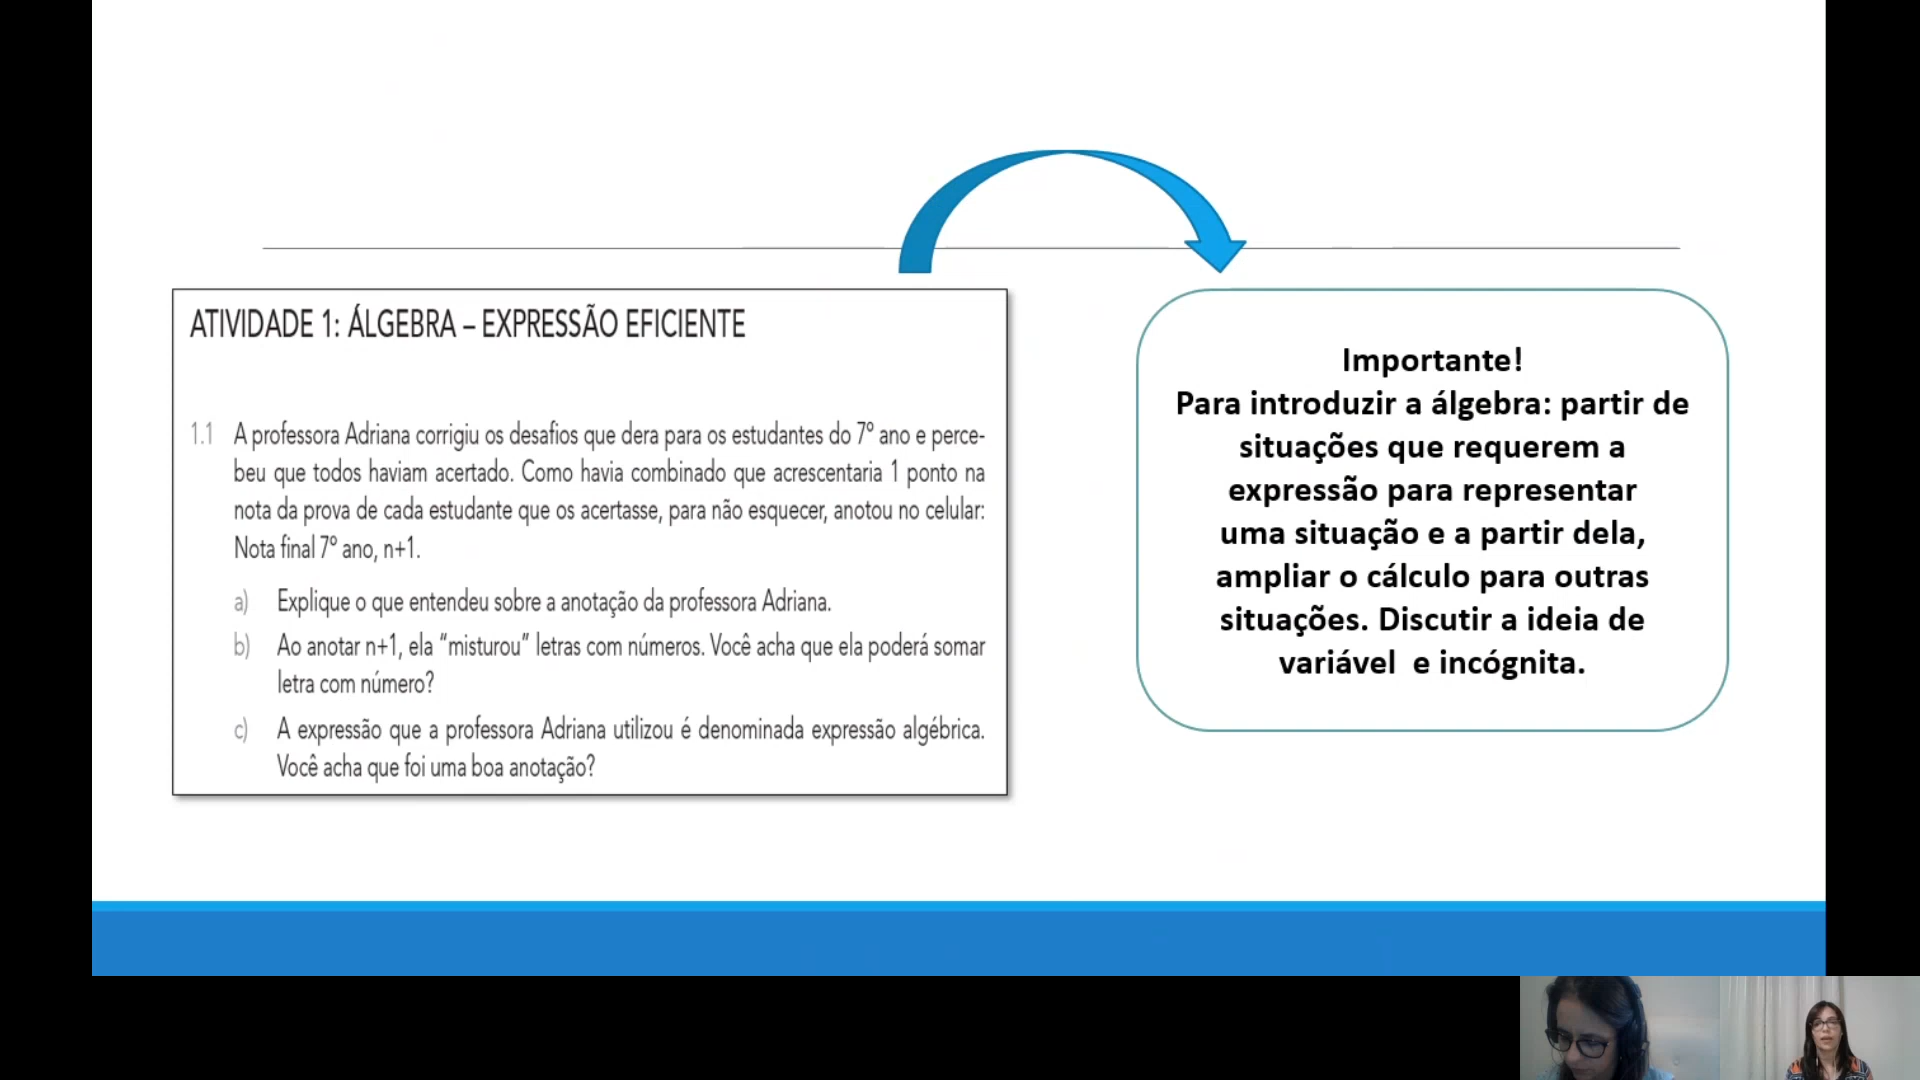 ATIVIDADE 1: ÁLGEBRA – EXPRESSÃO EFICIENTE
1.1 A professora Adriana corrigiu os desafios que dera para os estudantes do 7º ano e perce-
beu que todos haviam acertado. Como havia combinado que acrescentaria 1 ponto na
nota da prova de cada estudante que os acertasse, para não esquecer, anotou no celular:
Nota final 7º ano, n+1.
a) Explique o que entendeu sobre a anotação da professora Adriana.
b) Ao anotar n+1, ela “misturou” letras com números. Você acha que ela poderá somar
letra com número?
c) A expressão que a professora Adriana utilizou é denominada expressão algébrica.
Você acha que foi uma boa anotação?
Importante!
Para introduzir a álgebra: partir de
situações que requerem a
expressão para representar
uma situação e a partir dela,
ampliar o cálculo para outras
situações. Discutir a ideia de
variável e incógnita.